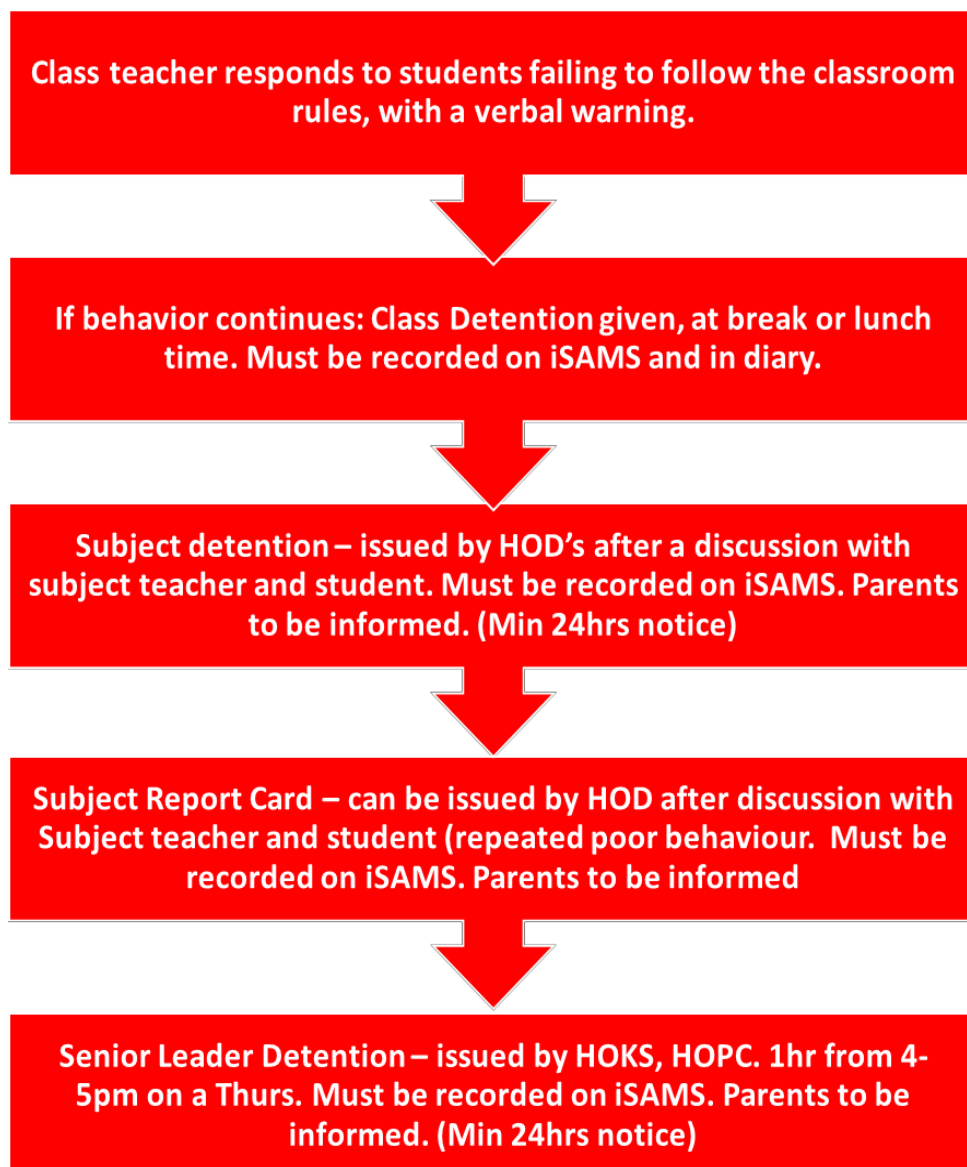 Class teacher responds to students failing to follow the classroom
rules, with a verbal warning.
If behavior continues: Class Detention given, at break or lunch
time. Must be recorded on iSAMS and in diary.
Subject detention – issued by HOD's after a discussion with
subject teacher and student. Must be recorded on iSAMS. Parents
to be informed. (Min 24hrs notice)
Subject Report Card – can be issued by HOD after discussion with
Subject teacher and student (repeated poor behaviour. Must be
recorded on iSAMS. Parents to be informed
Senior Leader Detention – issued by HOKS, HOPC. 1hr from 4-
5pm on a Thurs. Must be recorded on iSAMS. Parents to be
informed. (Min 24hrs notice)